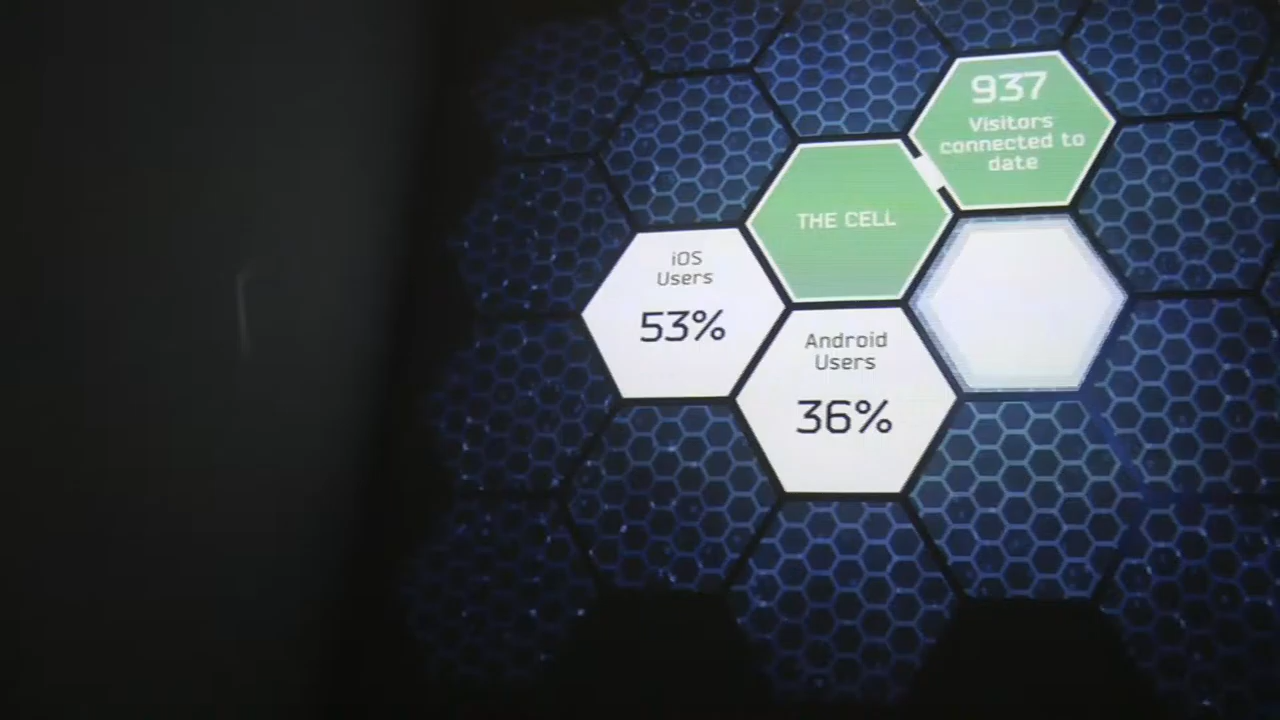 937
Visitors
connected to
date
THE CELL
iOS
Users
53%
Android
Users
36%